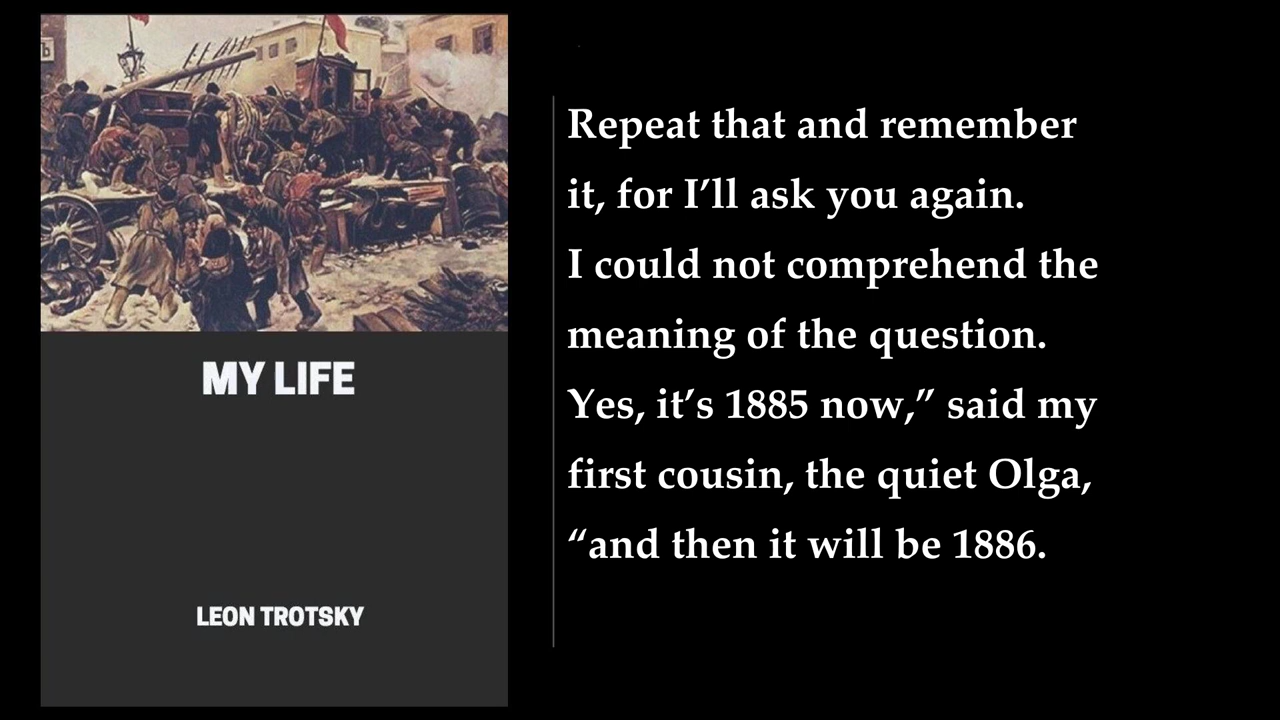 MY LIFE
LEON TROTSKY
Repeat that and remember
it, for I’ll ask you again.
I could not comprehend the
meaning of the question.
Yes, it’s 1885 now,” said my
first cousin, the quiet Olga,
“and then it will be 1886.